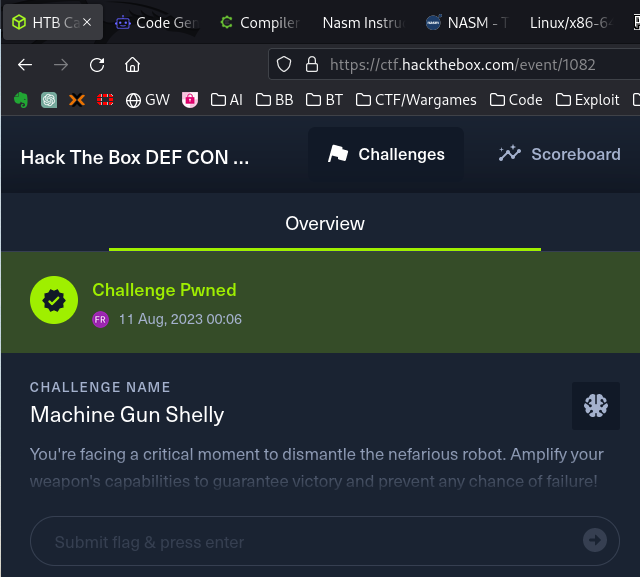 HTB Ca
Code Gen
Compiler
Nasm Instru
NASM - T
Linux/x86-64
https://ctf.hackthebox.com/event/1082
GW
AI
BB
BT
CTF/Wargames
Code
Exploit
Hack The Box DEF CON ...
Challenges
Scoreboard
Overview
Challenge Pwned
FR 11 Aug, 2023 00:06
CHALLENGE NAME
Machine Gun Shelly
You're facing a critical moment to dismantle the nefarious robot. Amplify your
weapon's capabilities to guarantee victory and prevent any chance of failure!
Submit flag & press enter